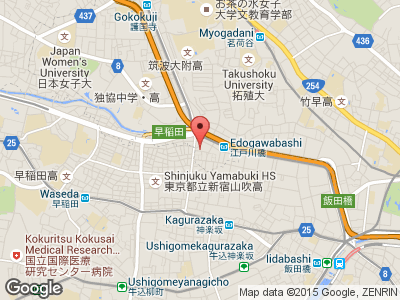 437
お茶の水女
大学文教育学部
Gokokuji
護国寺
Myogadani
茗荷谷
436
8
Japan
Women's
University
日本女子大
筑波大附高
Takushoku
University
拓殖大
254
独協中学・高
竹早高
25
早稲田
Edogawabashi
江戸川橋
早稲田高
Shinjuku Yamabuki HS
東京都立新宿山吹高
25
Waseda
早稲田
飯田橋
Kagurazaka
神楽坂
Kokuritsu Kokusai
Medical Research...
国立国際医療
研究センター病院
Ushigomekagurazaka
牛込神楽坂
8
Iidabashi
飯田橋
Ushigomeyanagicho
牛込柳町
Google
Map data ©2015 Google, ZENRIN